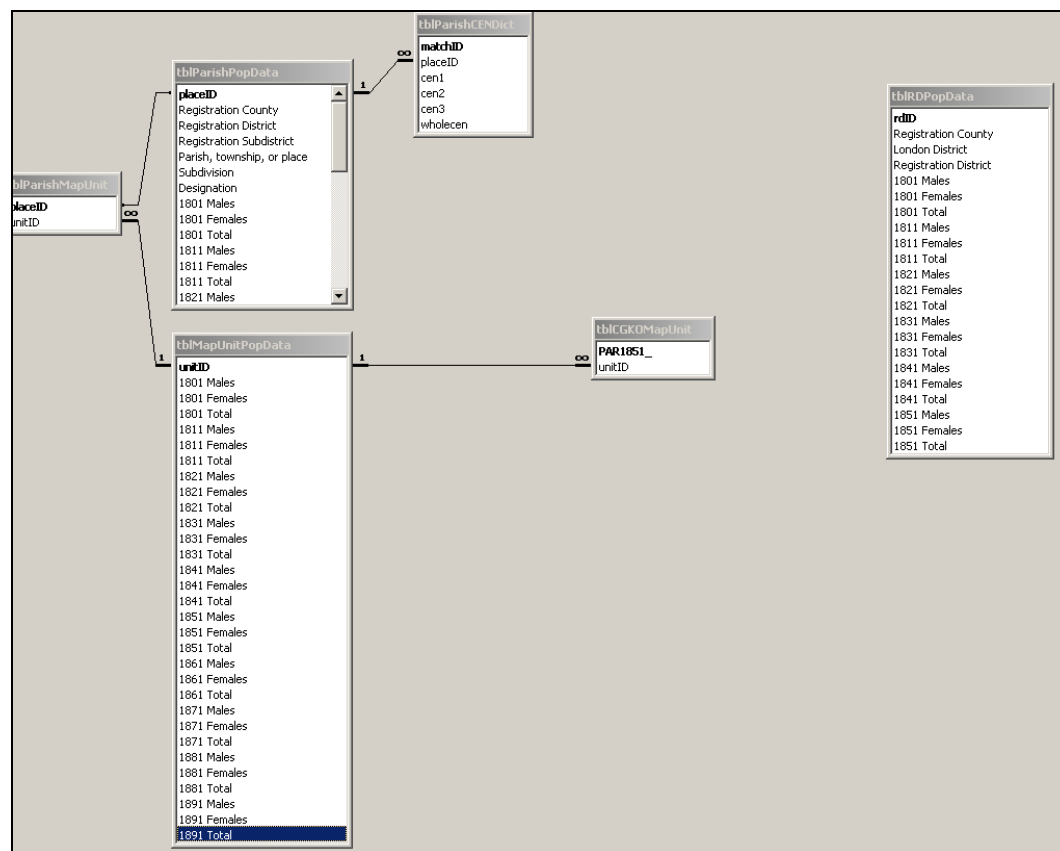 tblParishCENDict
matchID
placeID
cen1
cen2
cen3
wholecen
tblParishPopData
placeID
Registration County
Registration District
Registration Subdistrict
Parish, township, or place
Subdivision
Designation
1801 Males
1801 Females
1801 Total
1811 Males
1811 Females
1811 Total
1821 Males
1
∞
tblRDPopData
rdID
Registration County
London District
Registration District
1801 Males
1801 Females
1801 Total
1811 Males
1811 Females
1811 Total
1821 Males
1821 Females
1821 Total
1831 Males
1831 Females
1831 Total
1841 Males
1841 Females
1841 Total
1851 Males
1851 Females
1851 Total
blParishMapUnit
placeID
unitID
∞
1
tblMapUnitPopData
unitID
1801 Males
1801 Females
1801 Total
1811 Males
1811 Females
1811 Total
1821 Males
1821 Females
1821 Total
1831 Males
1831 Females
1831 Total
1841 Males
1841 Females
1841 Total
1851 Males
1851 Females
1851 Total
1861 Males
1861 Females
1861 Total
1871 Males
1871 Females
1871 Total
1881 Males
1881 Females
1881 Total
1891 Males
1891 Females
1891 Total
1
∞
tblCGKOMapUnit
PAR1851_
unitID